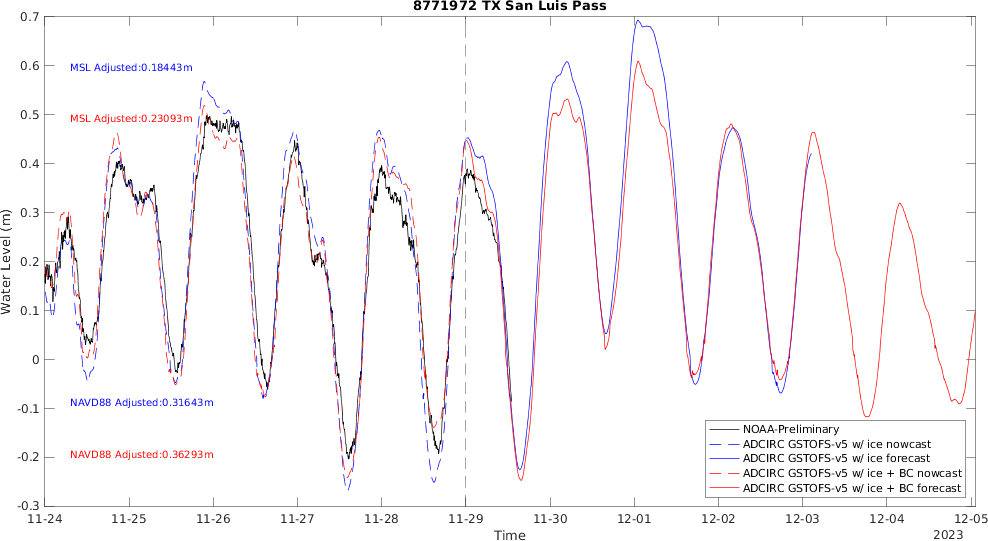 8771972 TX San Luis Pass
0.7
0.6
0.5
0.4
0.3
0.2
0.1
0
-0.1
-0.2
-0.3
Water Level (m)
MSL Adjusted:0.18443m
MSL Adjusted:0.23093m
NAVD88 Adjusted:0.31643m
NAVD88 Adjusted:0.36293m
NOAA-Preliminary
ADCIRC GSTOFS-v5 w/ ice nowcast
ADCIRC GSTOFS-v5 w/ ice forecast
ADCIRC GSTOFS-v5 w/ice + BC nowcast
ADCIRC GSTOFS-v5 w/ice + BC forecast
11-24 11-25 11-26 11-27 11-28 11-29 11-30 12-01 12-02 12-03 12-04 12-05
Time
2023